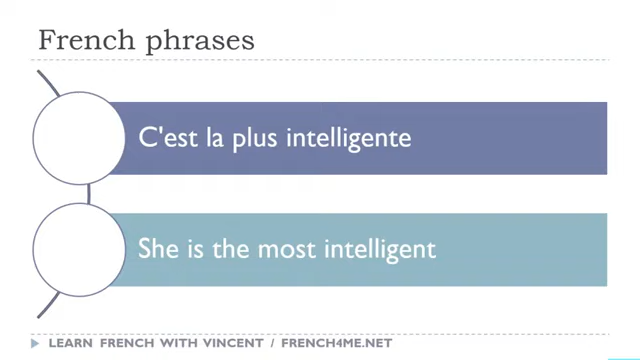 French phrases
C'est la plus intelligente
She is the most intelligent
LEARN FRENCH WITH VINCENT / FRENCH4ME.NET